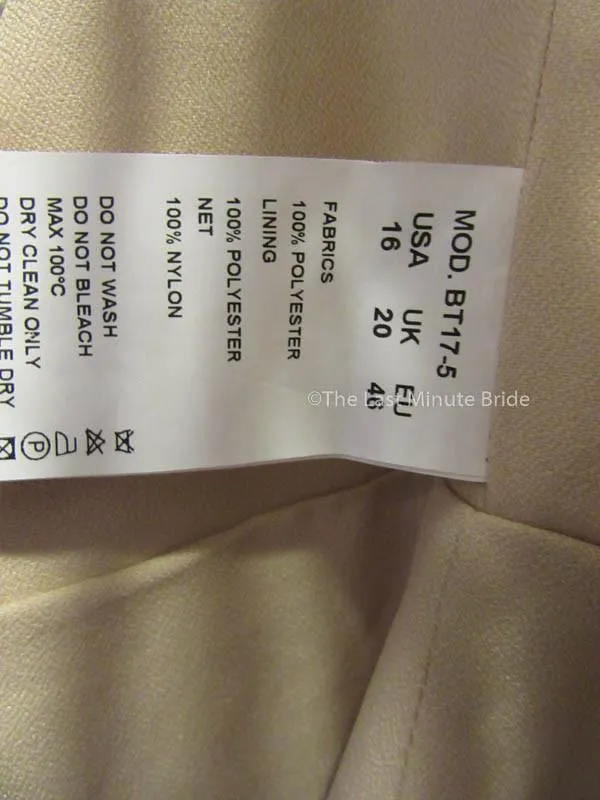 MOD. BT17-5
USA UK EU
16 20
FABRICS
100% POLYESTER
LINING
100% POLYESTER
NET
100% NYLON
DO NOT WASH
DO NOT BLEACH
MAX 100°C
DRY CLEAN ONLY
DO NOT TUMBLE DRY
P
©The Last Minute Bride